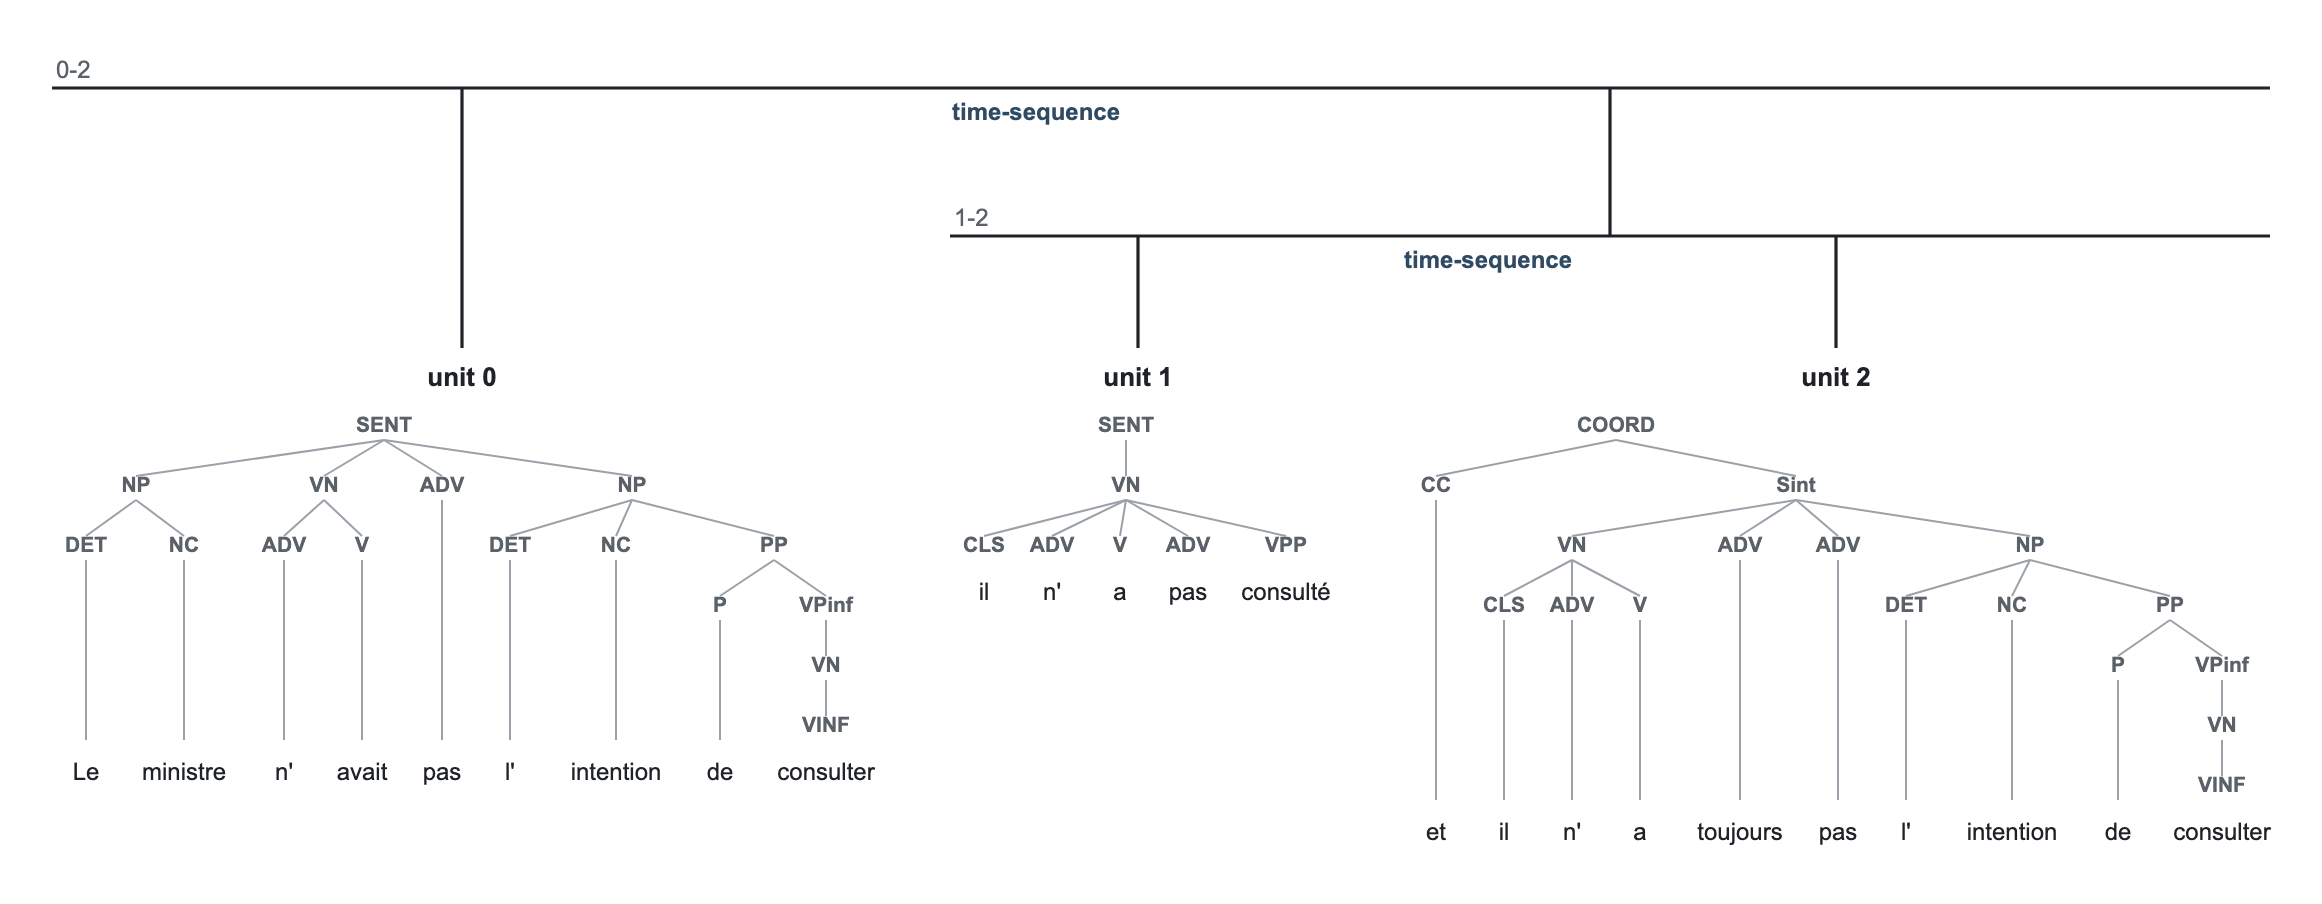 0-2
time-sequence
1-2
time-sequence
unit 0 unit 1 unit 2
SENT SENT COORD
NP VN ADV NP VN CC Sint
DET NC ADV V DET NC PP CLS ADV V ADV VPP VN ADV ADV NP
il n' a pas consulté
P VPinf CLS ADV V DET NC PP
VN P VPinf
VINF VN
Le ministre n' avait pas l' intention de consulter
VINF
et il n' a toujours pas l' intention de consulter